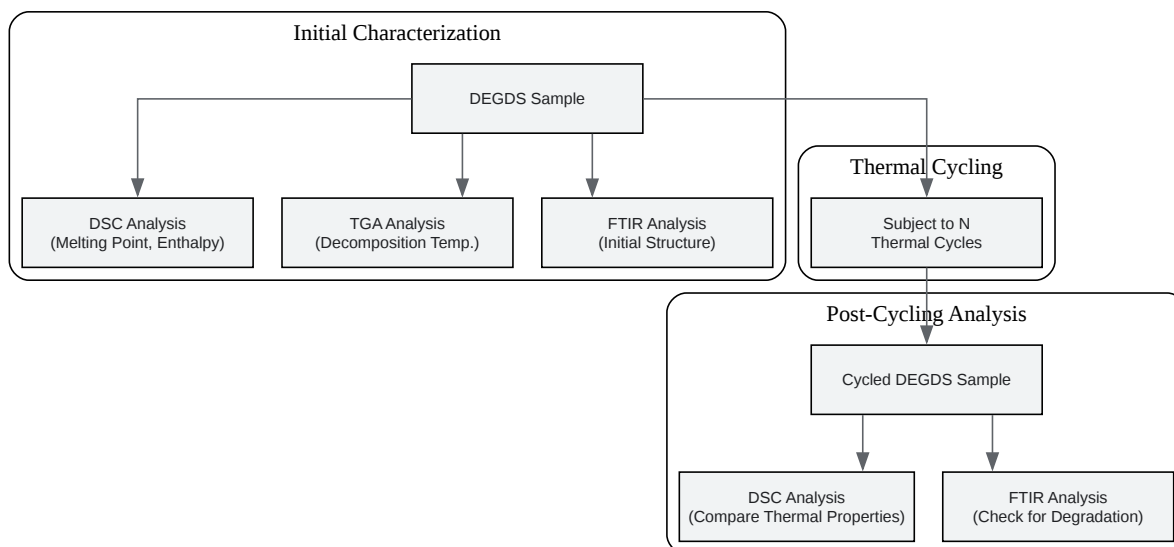 Initial Characterization
DEGDS Sample
DSC Analysis
(Melting Point, Enthalpy)
TGA Analysis
(Decomposition Temp.)
FTIR Analysis
(Initial Structure)
Thermal Cycling
Subject to N
Thermal Cycles
Post-Cycling Analysis
Cycled DEGDS Sample
DSC Analysis
(Compare Thermal Properties)
FTIR Analysis
(Check for Degradation)